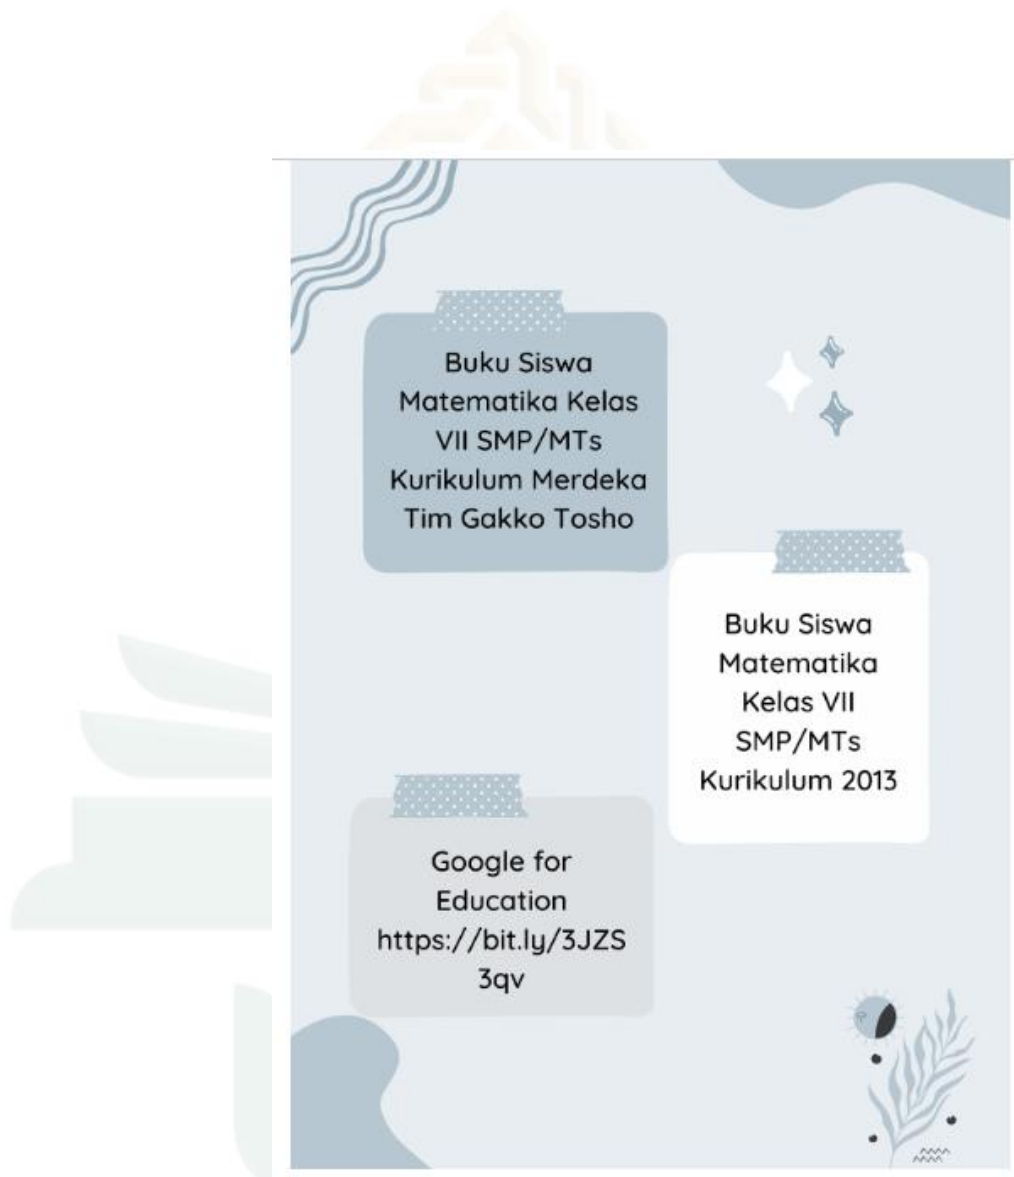 Buku Siswa
Matematika Kelas
VII SMP/MTs
Kurikulum Merdeka
Tim Gakko Tosho
Buku Siswa
Matematika
Kelas VII
SMP/MTs
Kurikulum 2013
Google for
Education
https://bit.ly/3JZS
3qv